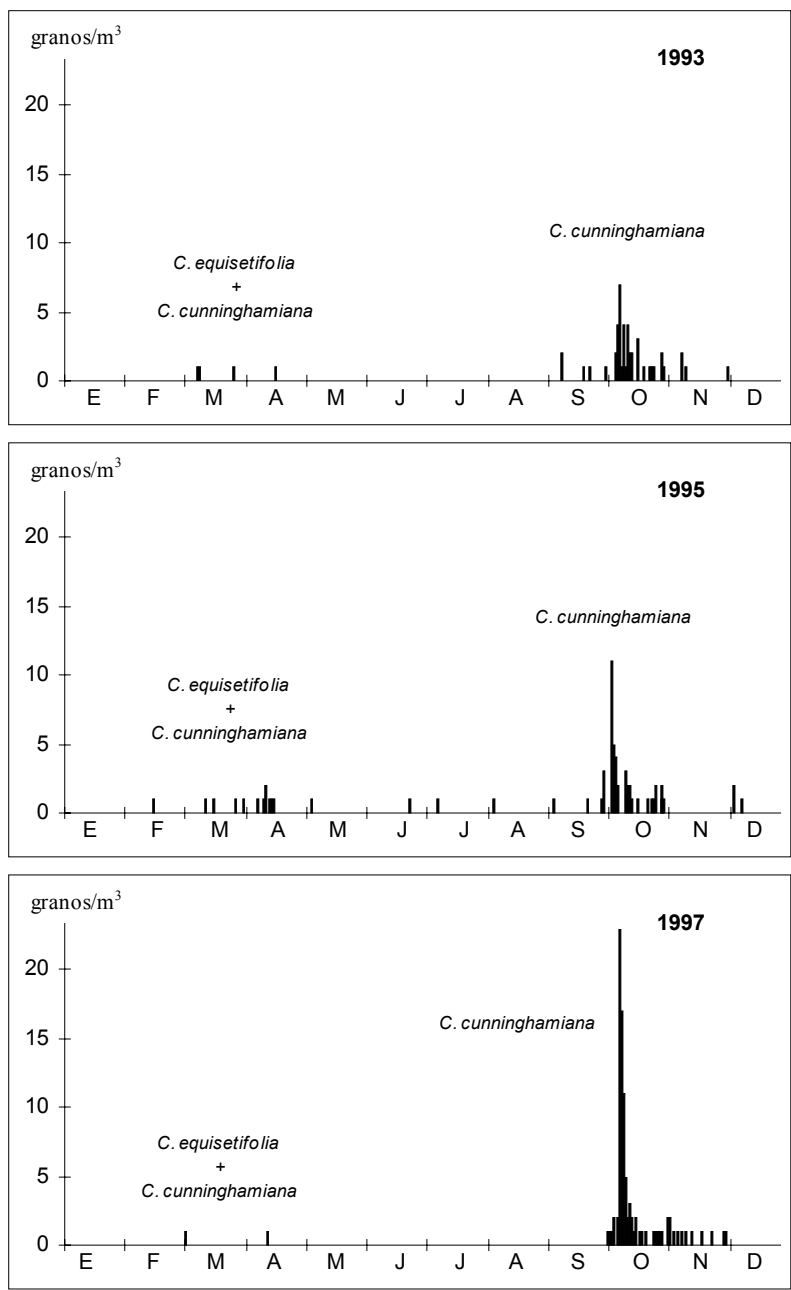 granos/m³
1993
20
15
C. cunninghamiana
10
C. equisetifolia
+
5
C. cunninghamiana
0
E F M A M J J A S O N D
granos/m³
1995
20
15
C. cunninghamiana
10
C. equisetifolia
+
5
C. cunninghamiana
0
E F M A M J J A S O N D
granos/m³
1997
20
15
C. cunninghamiana
10
C. equisetifolia
+
5
C. cunninghamiana
0
E F M A M J J A S O N D